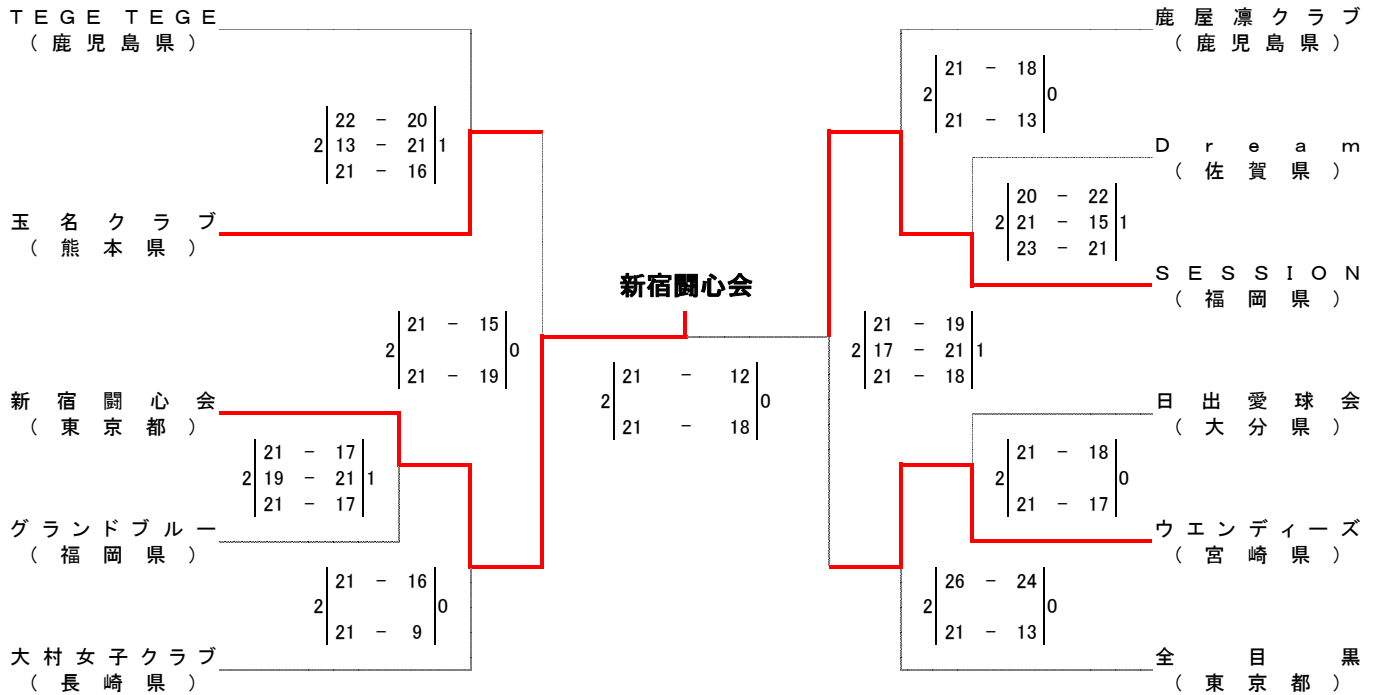 TEGE TEGE
(鹿児島県)
22 - 20
2 13 - 21 1
21 - 16
玉名クラブ
(熊本県)
21 - 15
2 0
21 - 19
新宿闘心会
(東京都)
21 - 17
2 19 - 21 1
21 - 17
グランドブルー
(福岡県)
21 - 16
2 0
21 - 9
大村女子クラブ
(長崎県)
新宿闘心会
21 - 12
2 0
21 - 18
鹿屋凛クラブ
(鹿児島県)
21 - 18
2 0
21 - 13
Dream
(佐賀県)
20 - 22
2 21 - 15 1
23 - 21
SESSION
(福岡県)
21 - 19
2 17 - 21 1
21 - 18
日出愛球会
(大分県)
21 - 18
2 0
21 - 17
ウエンディーズ
(宮崎県)
26 - 24
2 0
21 - 13
全目黒
(東京都)